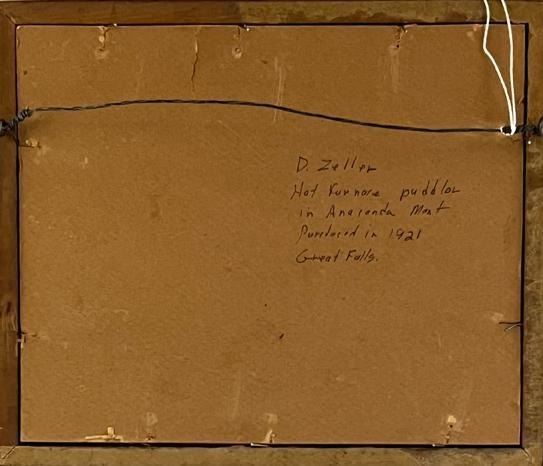 D. Zeller
Hot Furnace puddler
in Anaconda Mont
Purchased in 1921
Great Falls.